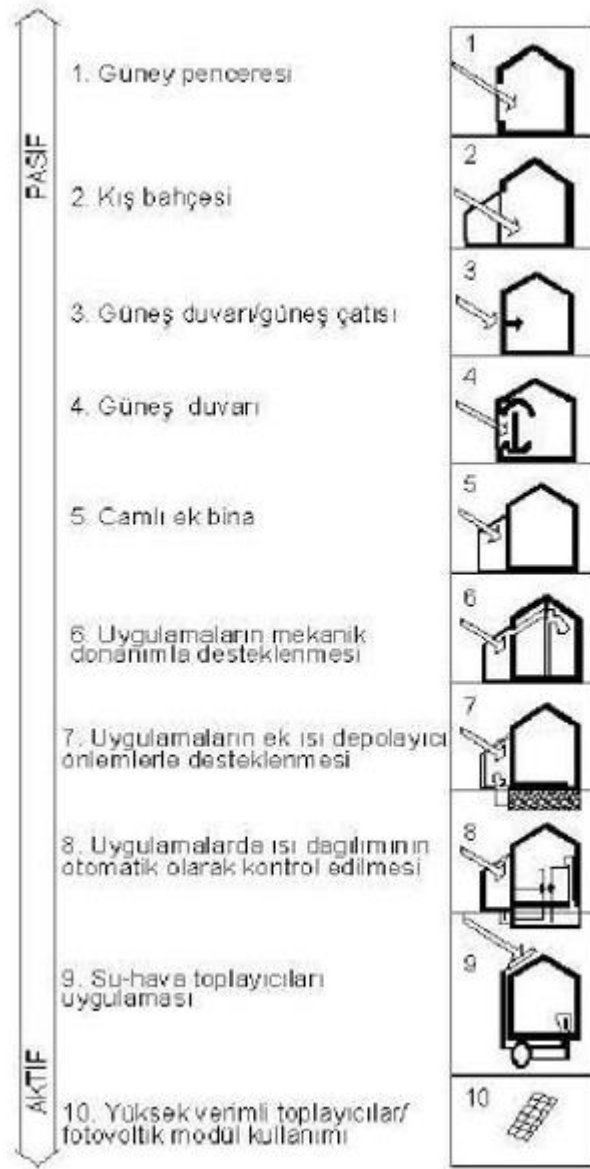 PASIF
1. Güney penceresi
1
2. Kış bahçesi
2
3. Güneş duvarı/güneş çatısı
3
4. Güneş duvarı
4
5. Camlı ek bina
5
6. Uygulamaların mekanik
donanımla desteklenmesi
6
7. Uygulamaların ek ısı depolayıcı
önlemlerle desteklenmesi
7
8. Uygulamalarda ısı dagılımının
otomatik olarak kontrol edilmesi
8
9. Su-hava toplayıcıları
uygulaması
9
AKTIF
10. Yüksek verimli toplayıcılar/
fotovoltik modül kullanımı
10